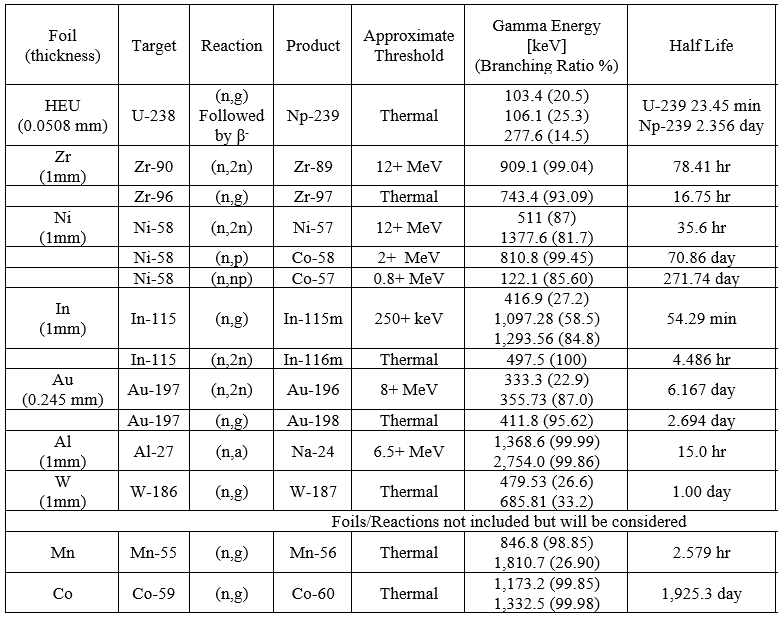 Foil (thickness) Target Reaction Product Approximate Threshold Gamma Energy [keV] (Branching Ratio %) Half Life
HEU (0.0508 mm) U-238 (n,g) Followed by β⁻ Np-239 Thermal 103.4 (20.5) 106.1 (25.3) 277.6 (14.5) U-239 23.45 min Np-239 2.356 day
Zr (1mm) Zr-90 (n,2n) Zr-89 12+ MeV 909.1 (99.04) 78.41 hr
Zr-96 (n,g) Zr-97 Thermal 743.4 (93.09) 16.75 hr
Ni (1mm) Ni-58 (n,2n) Ni-57 12+ MeV 511 (87) 1377.6 (81.7) 35.6 hr
Ni-58 (n,p) Co-58 2+ MeV 810.8 (99.45) 70.86 day
Ni-58 (n,np) Co-57 0.8+ MeV 122.1 (85.60) 271.74 day
In (1mm) In-115 (n,g) In-115m 250+ keV 416.9 (27.2) 1,097.28 (58.5) 1,293.56 (84.8) 54.29 min
In-115 (n,2n) In-116m Thermal 497.5 (100) 4.486 hr
Au (0.245 mm) Au-197 (n,2n) Au-196 8+ MeV 333.3 (22.9) 355.73 (87.0) 6.167 day
Au-197 (n,g) Au-198 Thermal 411.8 (95.62) 2.694 day
Al (1mm) Al-27 (n,a) Na-24 6.5+ MeV 1,368.6 (99.99) 2,754.0 (99.86) 15.0 hr
W (1mm) W-186 (n,g) W-187 Thermal 479.53 (26.6) 685.81 (33.2) 1.00 day
Foils/Reactions not included but will be considered
Mn Mn-55 (n,g) Mn-56 Thermal 846.8 (98.85) 1,810.7 (26.90) 2.579 hr
Co Co-59 (n,g) Co-60 Thermal 1,173.2 (99.85) 1,332.5 (99.98) 1,925.3 day